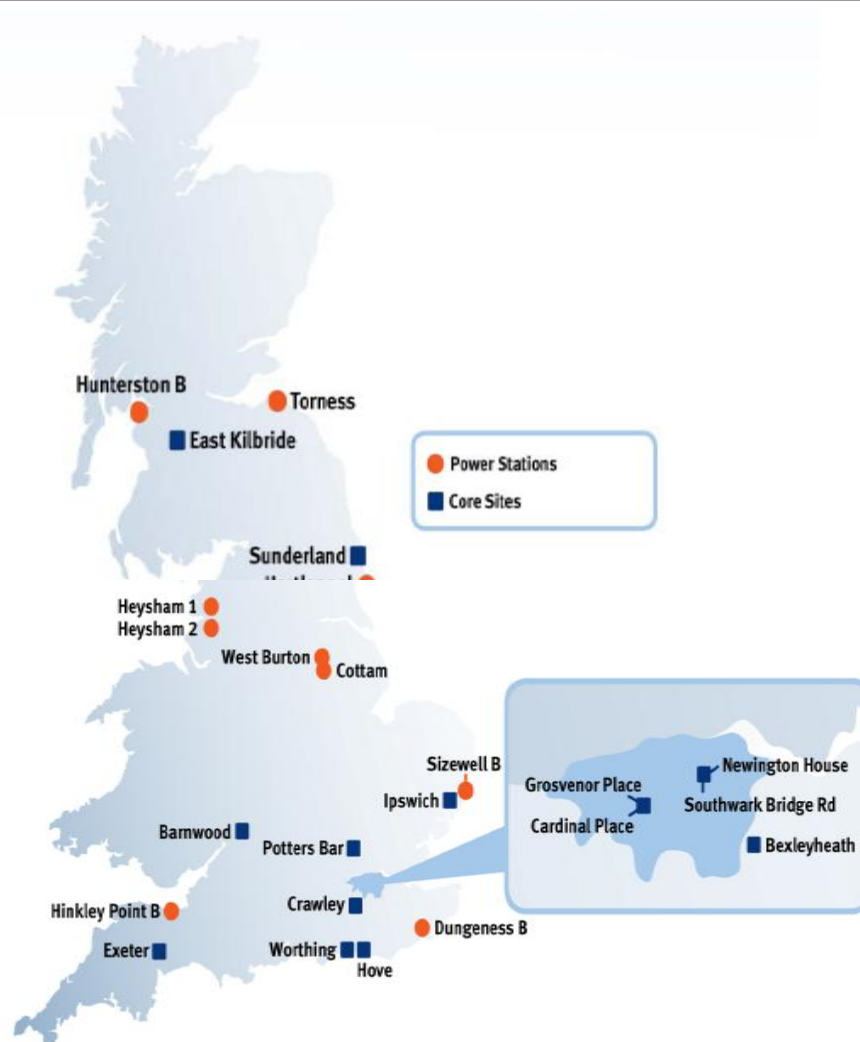 Hunterston B
Torness
East Kilbride
Power Stations
Core Sites
Sunderland
Heysham 1
Heysham 2
West Burton
Cottam
Sizewell B
Ipswich
Newington House
Grosvenor Place
Southwark Bridge Rd
Cardinal Place
Barnwood
Potters Bar
Bexleyheath
Crawley
Hinkley Point B
Dungeness B
Exeter
Worthing
Hove